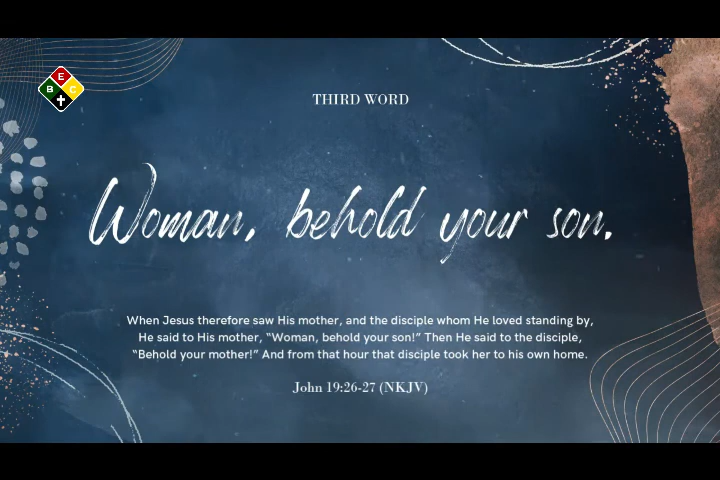 E
B C
THIRD WORD
Woman, behold your son.
When Jesus therefore saw His mother, and the disciple whom He loved standing by,
He said to His mother, “Woman, behold your son!” Then He said to the disciple,
“Behold your mother!” And from that hour that disciple took her to his own home.
John 19:26-27 (NKJV)